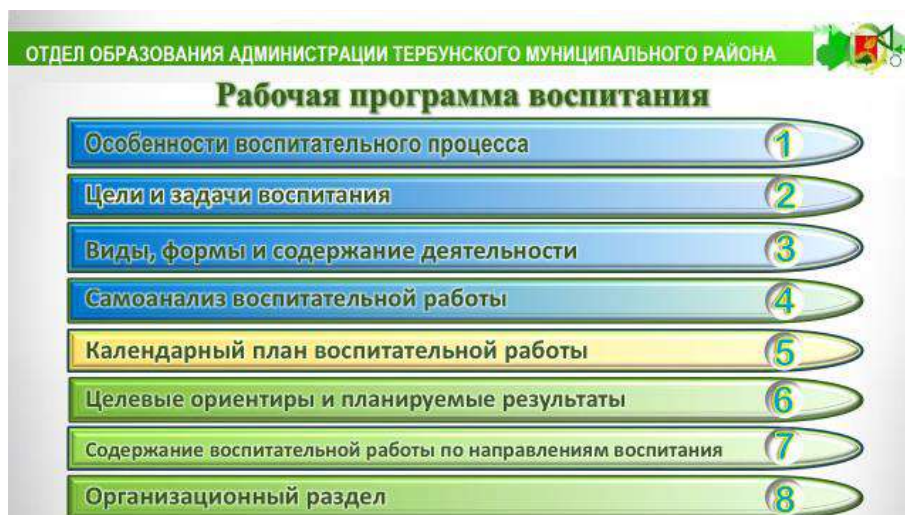 ОТДЕЛ ОБРАЗОВАНИЯ АДМИНИСТРАЦИИ ТЕРБУНСКОГО МУНИЦИПАЛЬНОГО РАЙОНА
Рабочая программа воспитания
Особенности воспитательного процесса 1
Цели и задачи воспитания 2
Виды, формы и содержание деятельности 3
Самоанализ воспитательной работы 4
Календарный план воспитательной работы 5
Целевые ориентиры и планируемые результаты 6
Содержание воспитательной работы по направлениям воспитания 7
Организационный раздел 8